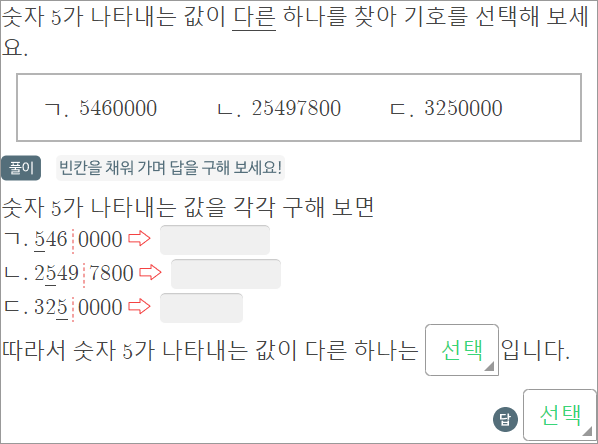 숫자 5가 나타내는 값이 다른 하나를 찾아 기호를 선택해 보세
요.
ㄱ. 5460000 ㄴ. 25497800 ㄷ. 3250000
풀이 빈칸을 채워 가며 답을 구해 보세요!
숫자 5가 나타내는 값을 각각 구해 보면
ㄱ. 546 0000 ⇨
ㄴ. 2549 7800 ⇨
ㄷ. 325 0000 ⇨
따라서 숫자 5가 나타내는 값이 다른 하나는 선택 입니다.
답 선택